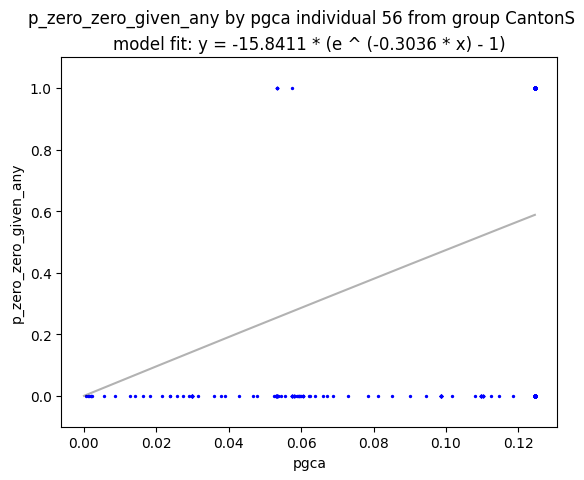 p_zero_zero_given_any by pgca individual 56 from group CantonS
model fit: y = -15.8411 * (e ^ (-0.3036 * x) - 1)
1.0
0.8
0.6
0.4
0.2
0.0
p_zero_zero_given_any
0.00 0.02 0.04 0.06 0.08 0.10 0.12
pgca